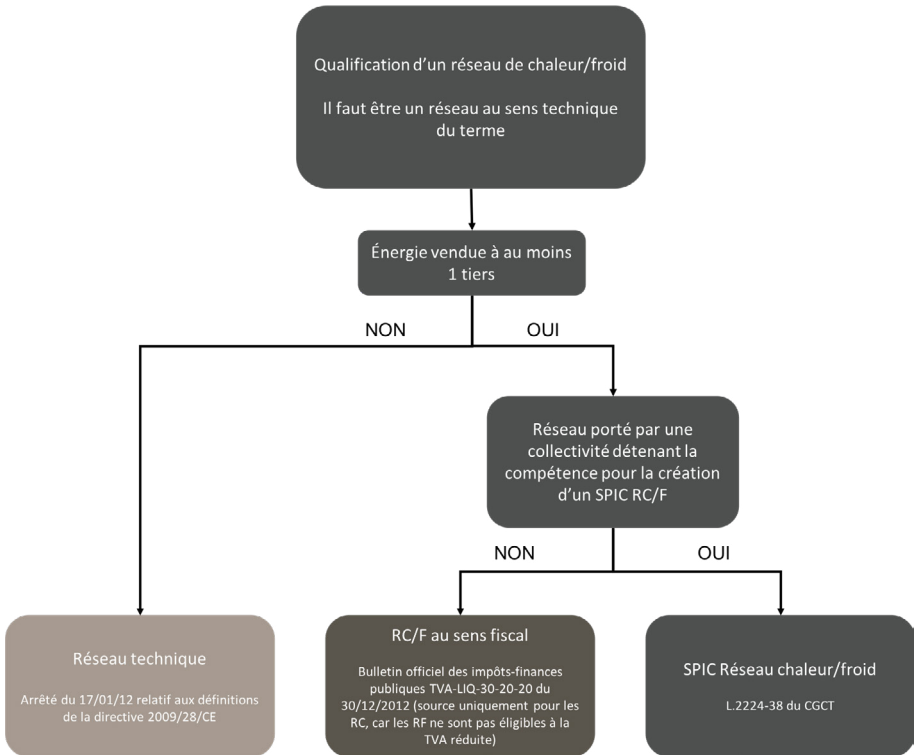 Qualification d'un réseau de chaleur/froid
Il faut être un réseau au sens technique
du terme
Énergie vendue à au moins
1 tiers
NON
OUI
Réseau porté par une
collectivité détenant la
compétence pour la création
d'un SPIC RC/F
NON
OUI
Réseau technique
Arrêté du 17/01/12 relatif aux définitions
de la directive 2009/28/CE
RC/F au sens fiscal
Bulletin officiel des impôts-finances
publiques TVA-LIQ-30-20-20 du
30/12/2012 (source uniquement pour les
RC, car les RF ne sont pas éligibles à la
TVA réduite)
SPIC Réseau chaleur/froid
L.2224-38 du CGCT